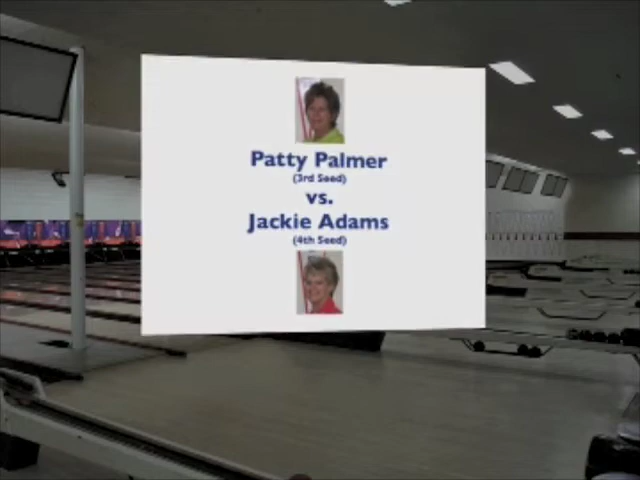 Patty Palmer
(3rd Seed)
vs.
Jackie Adams
(4th Seed)